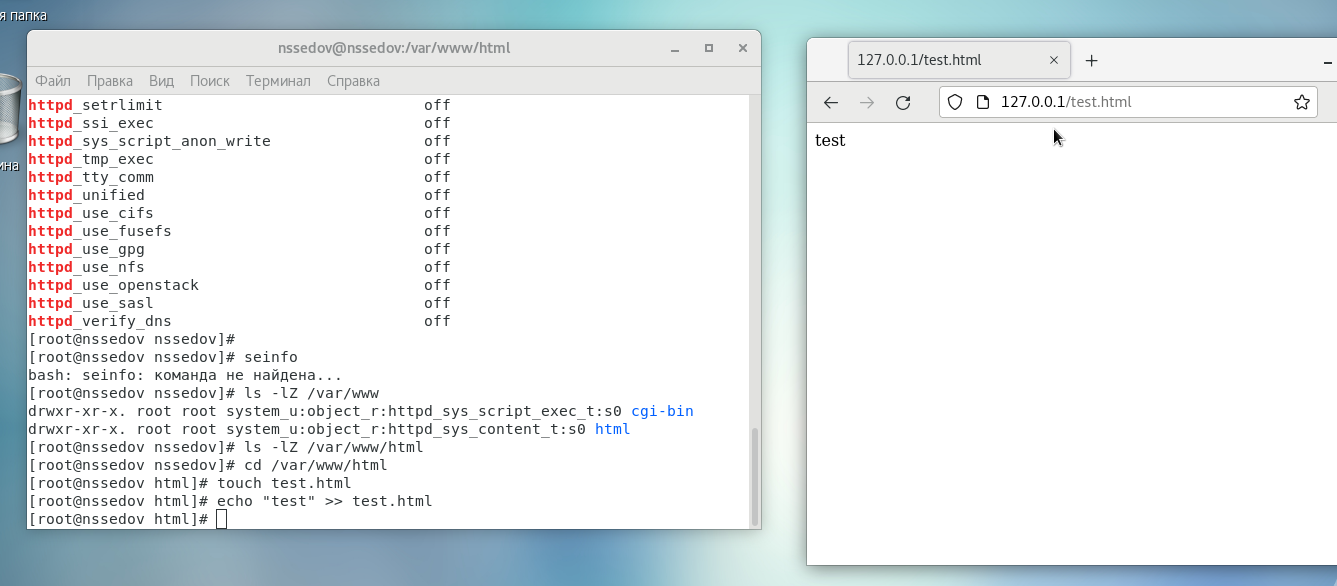 я папка
ина
nssedov@nssedov:/var/www/html
Файл Правка Вид Поиск Терминал Справка
httpd_setrlimit off
httpd_ssi_exec off
httpd_sys_script_anon_write off
httpd_tmp_exec off
httpd_tty_comm off
httpd_unified off
httpd_use_cifs off
httpd_use_fusefs off
httpd_use_gpg off
httpd_use_nfs off
httpd_use_openstack off
httpd_use_sasl off
httpd_verify_dns off
[root@nssedov nssedov]#
[root@nssedov nssedov]# seinfo
bash: seinfo: команда не найдена...
[root@nssedov nssedov]# ls -lZ /var/www
drwxr-xr-x. root root system_u:object_r:httpd_sys_script_exec_t:s0 cgi-bin
drwxr-xr-x. root root system_u:object_r:httpd_sys_content_t:s0 html
[root@nssedov nssedov]# ls -lZ /var/www/html
[root@nssedov nssedov]# cd /var/www/html
[root@nssedov html]# touch test.html
[root@nssedov html]# echo "test" >> test.html
[root@nssedov html]#
127.0.0.1/test.html
127.0.0.1/test.html
test